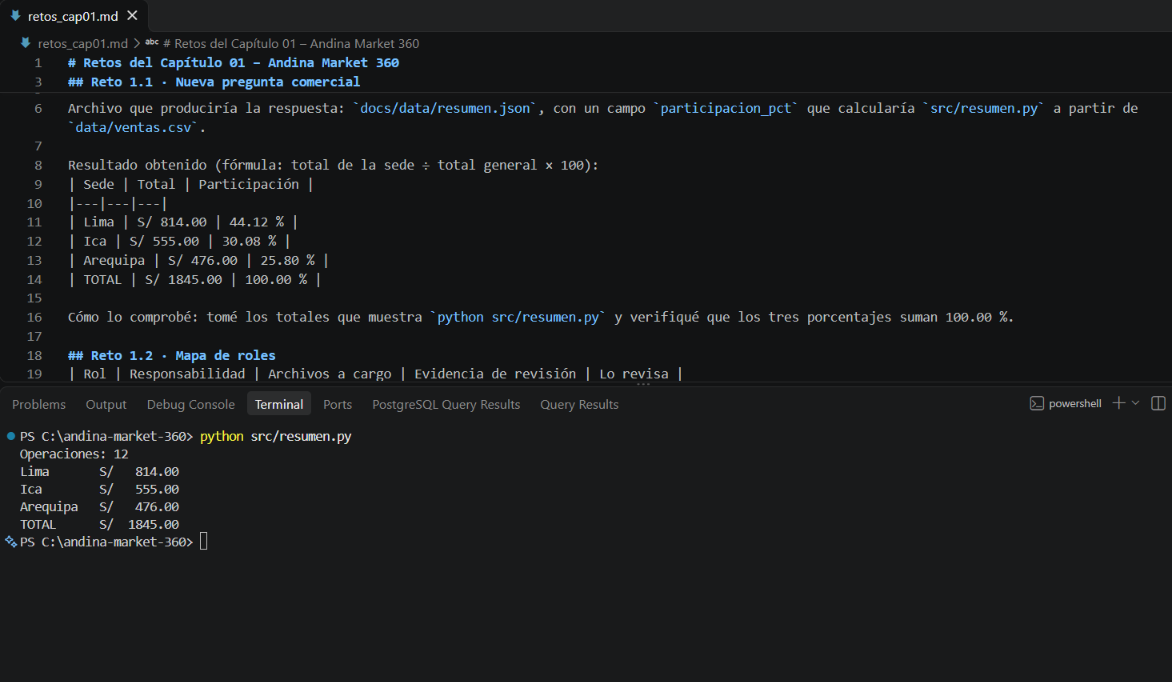 retos_cap01.md
retos_cap01.md > abc # Retos del Capítulo 01 – Andina Market 360
1 # Retos del Capítulo 01 – Andina Market 360
3 ## Reto 1.1 · Nueva pregunta comercial
6 Archivo que produciría la respuesta: `docs/data/resumen.json`, con un campo `participacion_pct` que calcularía `src/resumen.py` a partir de
`data/ventas.csv`.
7
8 Resultado obtenido (fórmula: total de la sede ÷ total general × 100):
9 | Sede | Total | Participación |
10 |---|---|---|
11 | Lima | S/ 814.00 | 44.12 % |
12 | Ica | S/ 555.00 | 30.08 % |
13 | Arequipa | S/ 476.00 | 25.80 % |
14 | TOTAL | S/ 1845.00 | 100.00 % |
15
16 Cómo lo comprobé: tomé los totales que muestra `python src/resumen.py` y verifiqué que los tres porcentajes suman 100.00 %.
17
18 ## Reto 1.2 · Mapa de roles
19 | Rol | Responsabilidad | Archivos a cargo | Evidencia de revisión | Lo revisa |
Problems Output Debug Console Terminal Ports PostgreSQL Query Results Query Results powershell
PS C:\andina-market-360> python src/resumen.py
Operaciones: 12
Lima S/ 814.00
Ica S/ 555.00
Arequipa S/ 476.00
TOTAL S/ 1845.00
PS C:\andina-market-360>